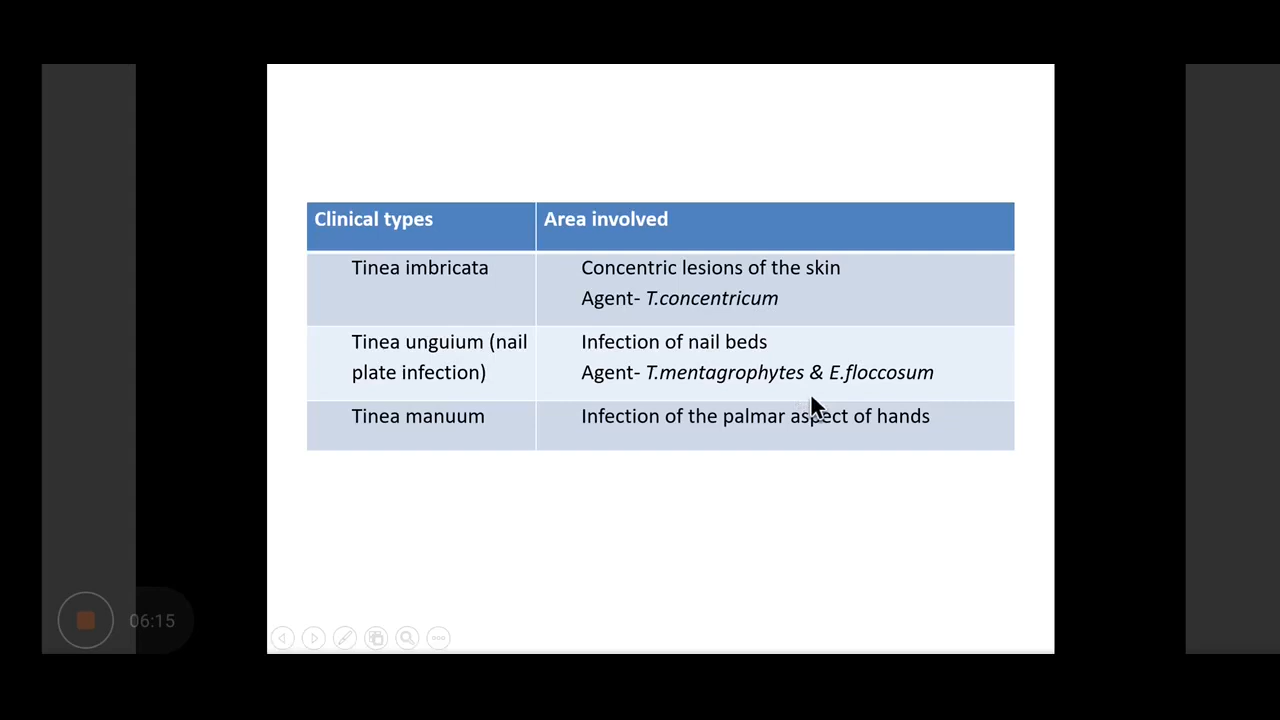 Clinical types
Area involved
Tinea imbricata
Concentric lesions of the skin
Agent- T.concentricum
Tinea unguium (nail
plate infection)
Infection of nail beds
Agent- T.mentagrophytes & E.floccosum
Tinea manuum
Infection of the palmar aspect of hands
06:15